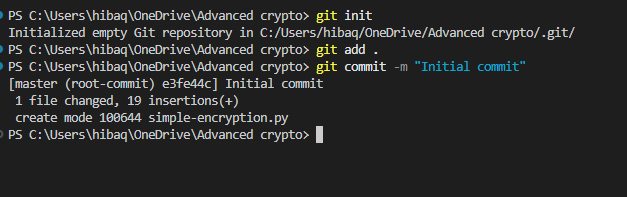 PS C:\Users\hibaq\OneDrive\Advanced crypto> git init
Initialized empty Git repository in C:/Users/hibaq/OneDrive/Advanced crypto/.git/
PS C:\Users\hibaq\OneDrive\Advanced crypto> git add .
PS C:\Users\hibaq\OneDrive\Advanced crypto> git commit -m "Initial commit"
[master (root-commit) e3fe44c] Initial commit
 1 file changed, 19 insertions(+)
 create mode 100644 simple-encryption.py
PS C:\Users\hibaq\OneDrive\Advanced crypto>